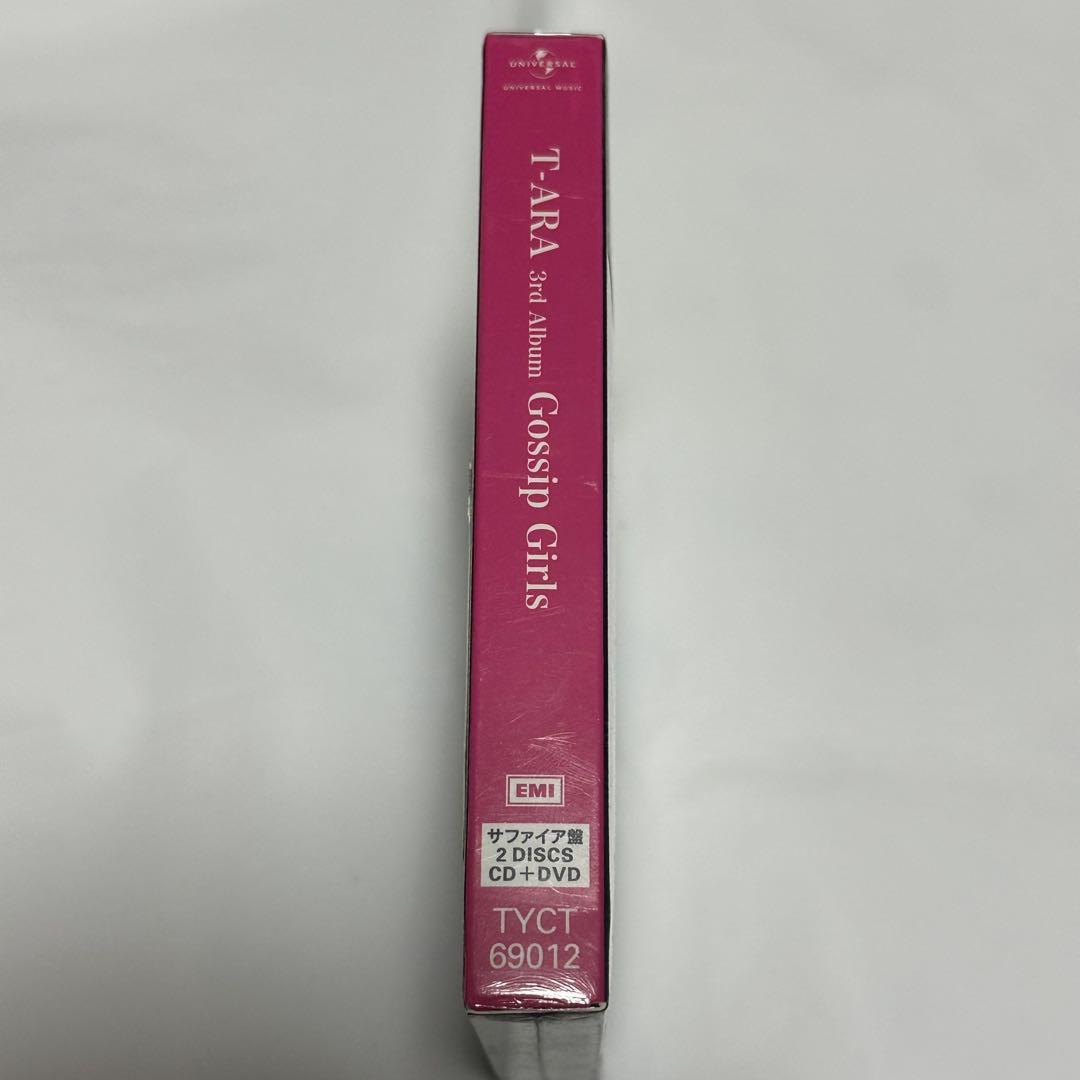 UNIVERSAL
UNIVERSAL MUSIC
T-ARA 3rd Album Gossip Girls
EMI
サファイア盤
2 DISCS
CD+DVD
TYCT
69012